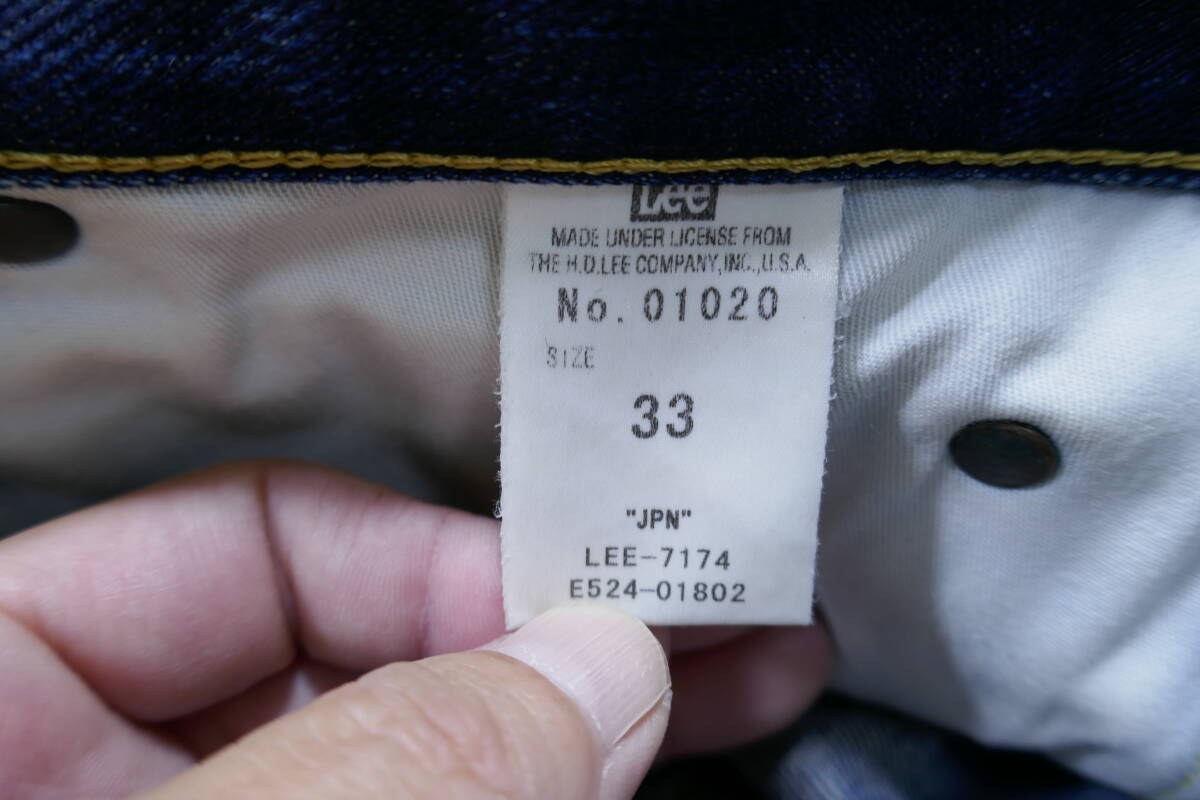 Lee
MADE UNDER LICENSE FROM
THE H.D.LEE COMPANY,INC.,U.S.A.
No. 01020
SIZE
33
"JPN"
LEE-7174
E524-01802